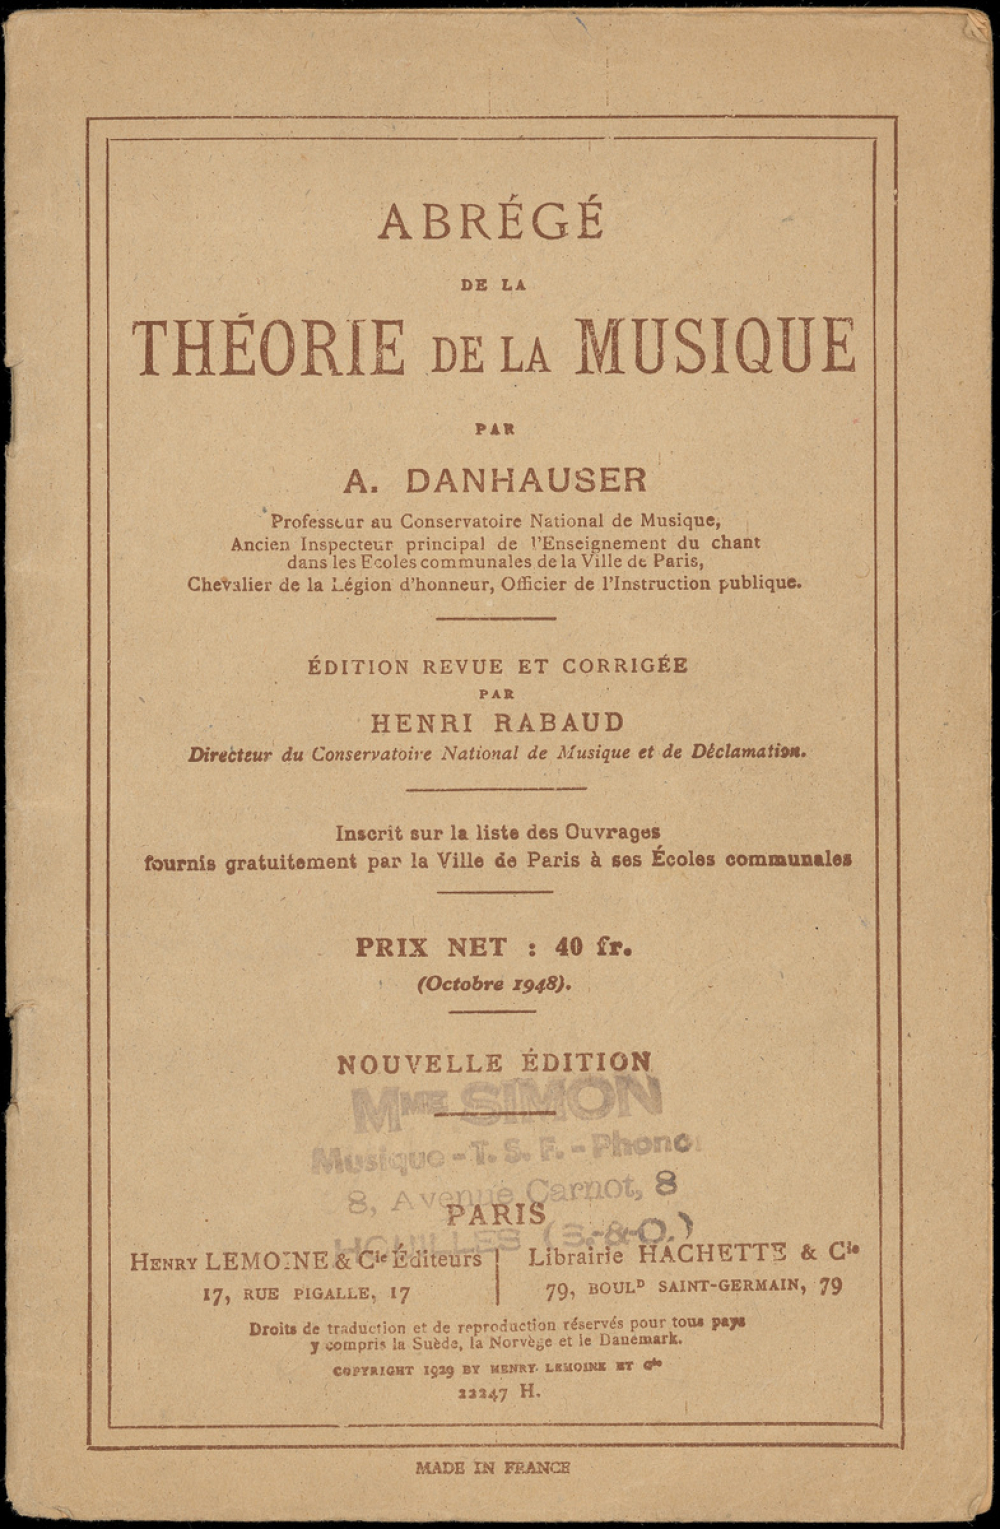 ABRÉGÉ
DE LA
THÉORIE DE LA MUSIQUE
PAR
A. DANHAUSER
Professeur au Conservatoire National de Musique,
Ancien Inspecteur principal de l'Enseignement du chant
dans les Ecoles communales de la Ville de Paris,
Chevalier de la Légion d'honneur, Officier de l'Instruction publique.
ÉDITION REVUE ET CORRIGÉE
PAR
HENRI RABAUD
Directeur du Conservatoire National de Musique et de Déclamation.
Inscrit sur la liste des Ouvrages
fournis gratuitement par la Ville de Paris à ses Écoles communales
PRIX NET : 40 fr.
(Octobre 1948).
NOUVELLE ÉDITION
MME SIMON
Musique - T. S. F. - Phono
8, Avenue Carnot, 8
HOUILLES (S.-&-O.)
PARIS
HENRY LEMOINE & Cie Éditeurs
17, RUE PIGALLE, 17
Librairie HACHETTE & Cie
79, BOULD SAINT-GERMAIN, 79
Droits de traduction et de reproduction réservés pour tous pays
y compris la Suède, la Norvège et le Danemark.
COPYRIGHT 1929 BY HENRY LEMOINE ET Cie
22247 H.
MADE IN FRANCE